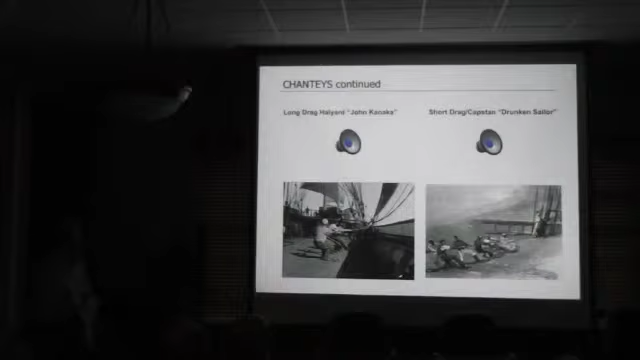 CHANTEYS continued
Long Drag Halyard "John Kanaka"
Short Drag/Capstan "Drunken Sailor"